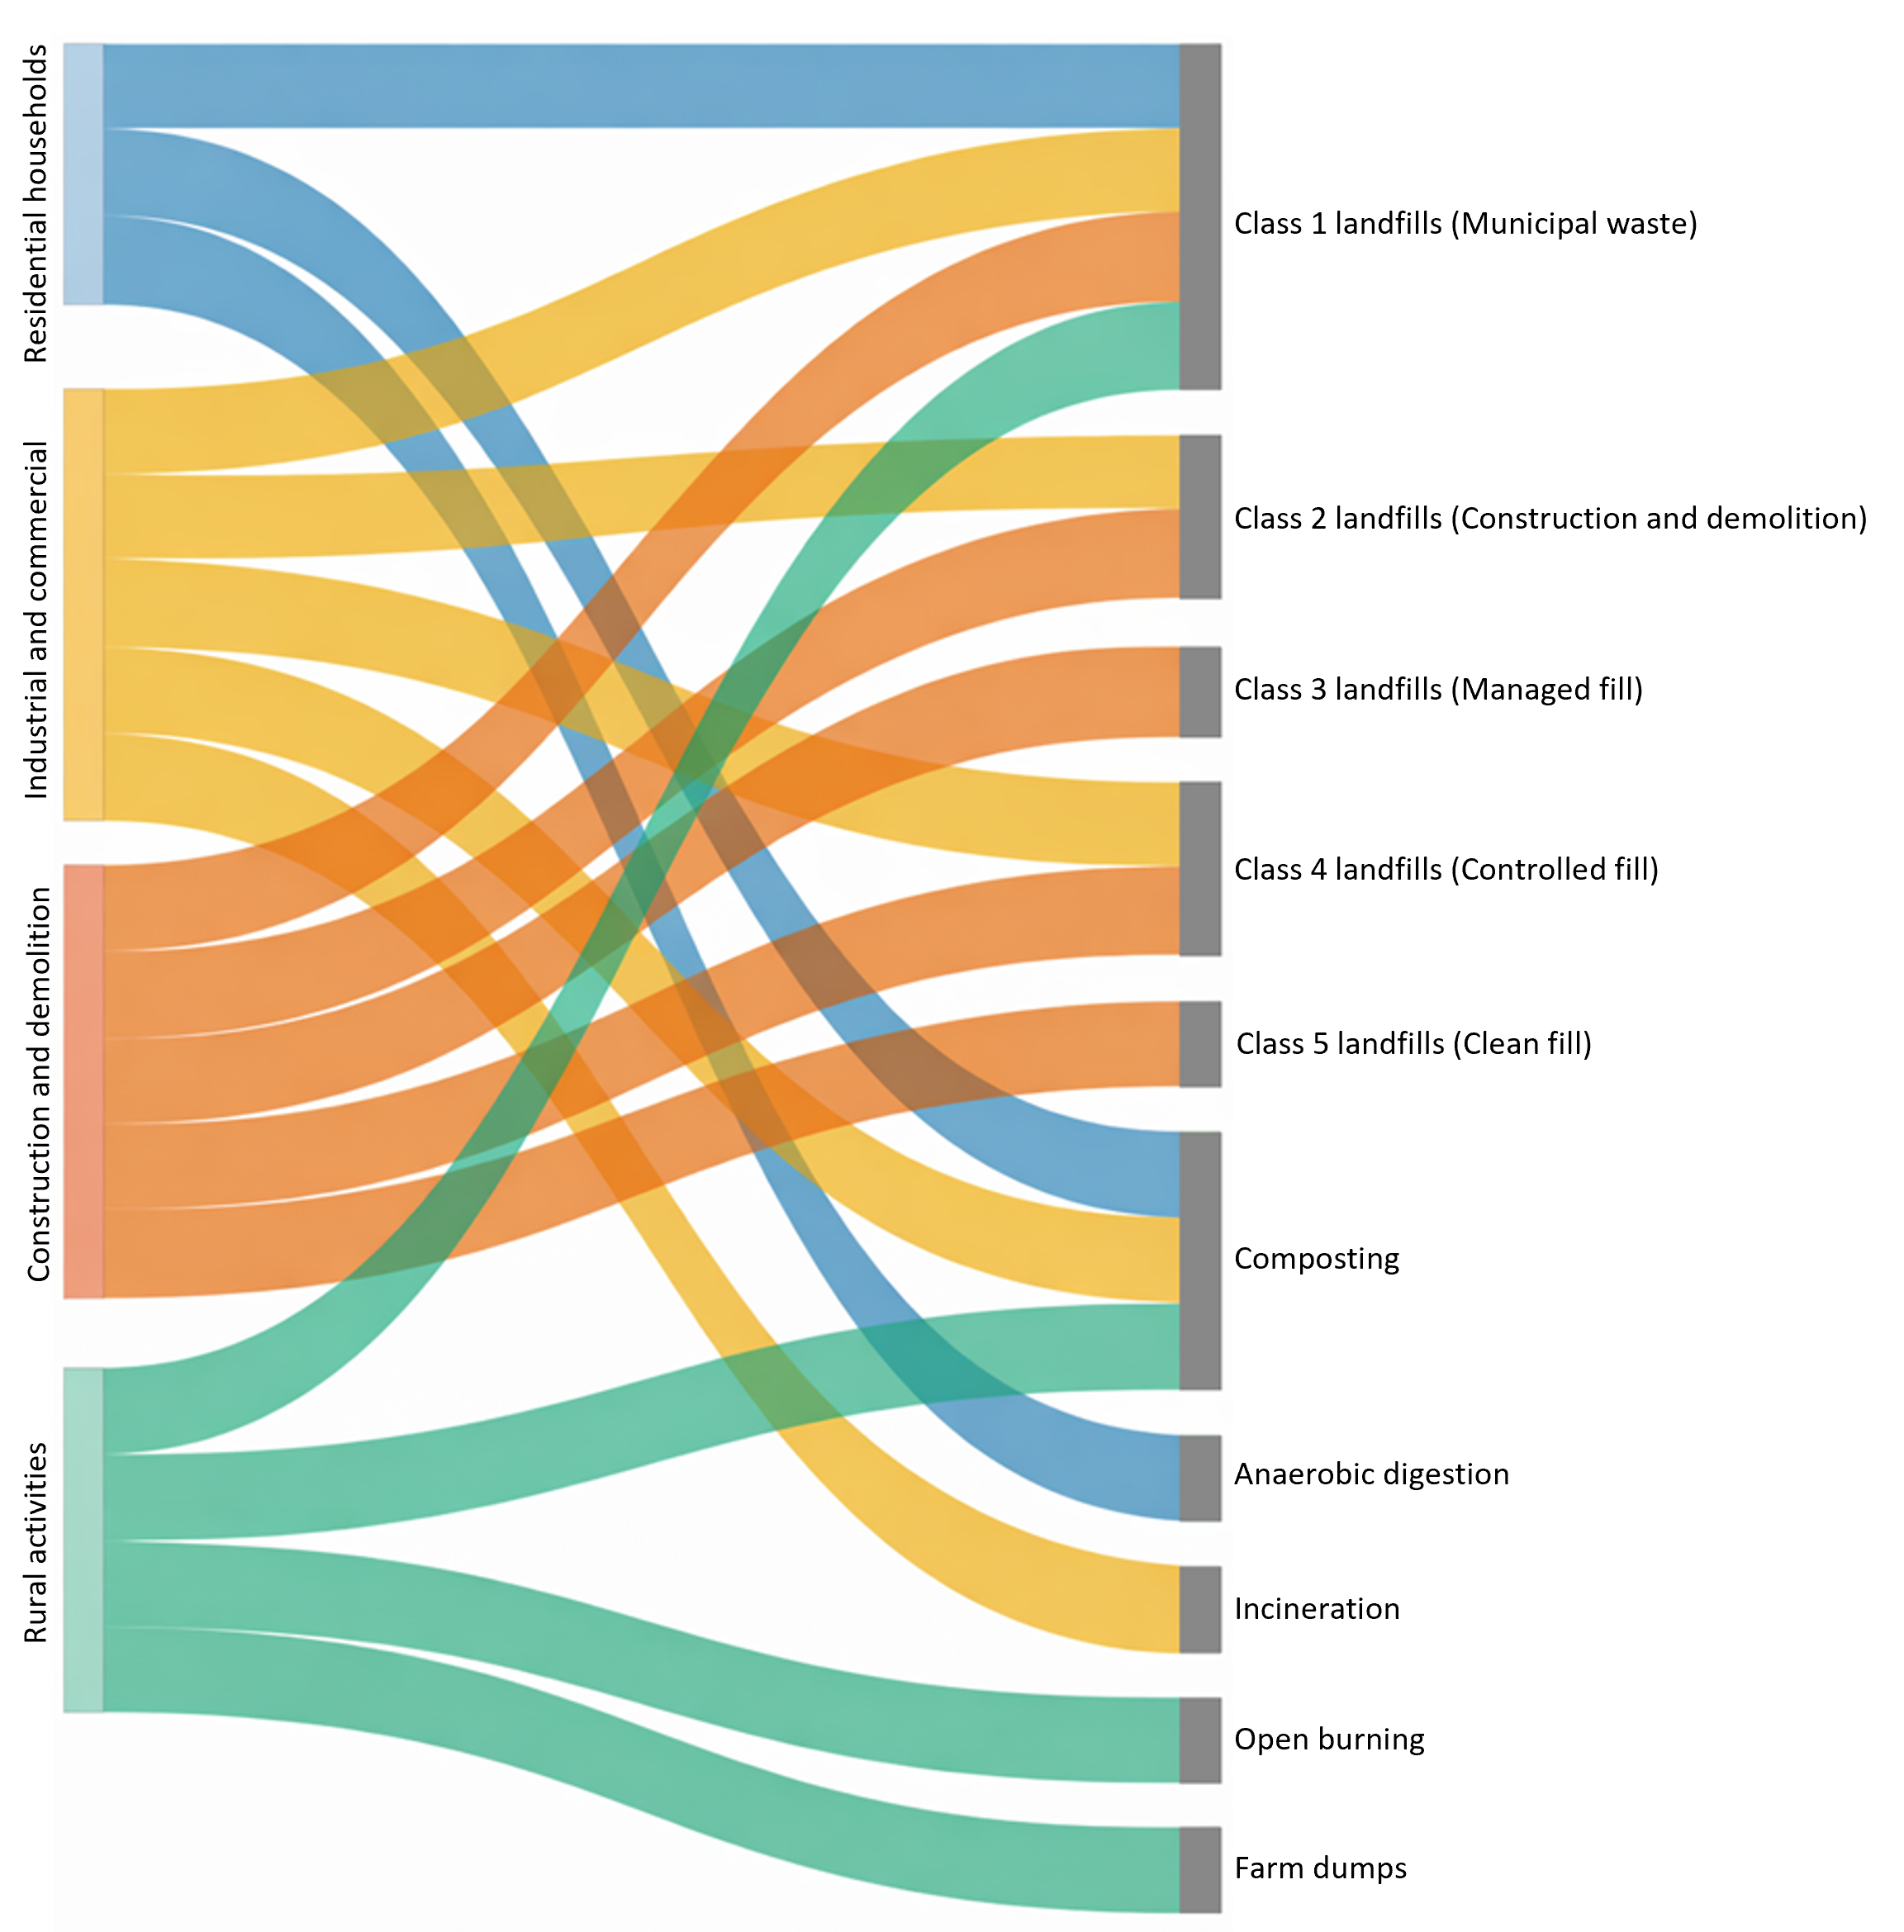 Residential households
Industrial and commercial
Construction and demolition
Rural activities
Class 1 landfills (Municipal waste)
Class 2 landfills (Construction and demolition)
Class 3 landfills (Managed fill)
Class 4 landfills (Controlled fill)
Class 5 landfills (Clean fill)
Composting
Anaerobic digestion
Incineration
Open burning
Farm dumps